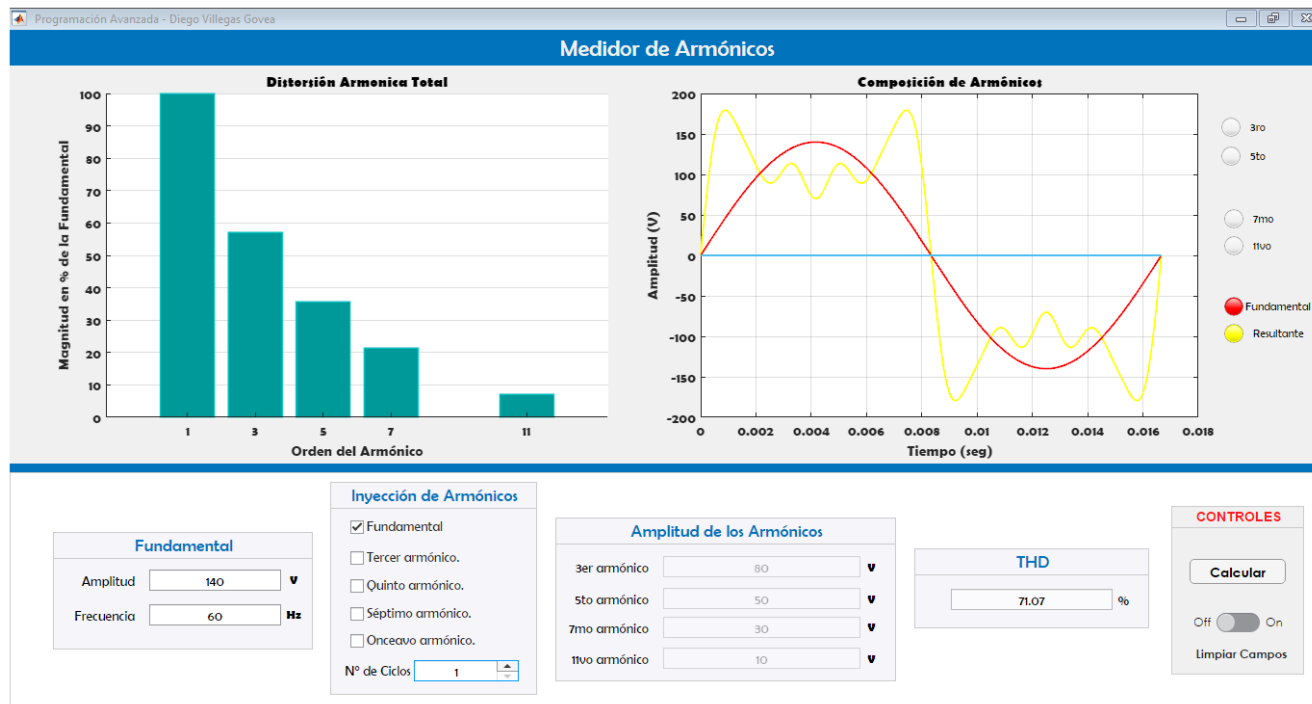 Programación Avanzada - Diego Villegas Govea
Medidor de Armónicos
Distorsión Armonica Total
Magnitud en % de la Fundamental
100
90
80
70
60
50
40
30
20
10
0
1 3 5 7 11
Orden del Armónico
Composición de Armónicos
Amplitud (V)
200
150
100
50
0
-50
-100
-150
-200
0 0.002 0.004 0.006 0.008 0.01 0.012 0.014 0.016 0.018
Tiempo (seg)
3ro
5to
7mo
11vo
Fundamental
Resultante
Fundamental
Amplitud 140 V
Frecuencia 60 Hz
Inyección de Armónicos
Fundamental
Tercer armónico.
Quinto armónico.
Séptimo armónico.
Onceavo armónico.
Nº de Ciclos 1
Amplitud de los Armónicos
3er armónico 80 V
5to armónico 50 V
7mo armónico 30 V
11vo armónico 10 V
THD
71.07 %
CONTROLES
Calcular
Off On
Limpiar Campos